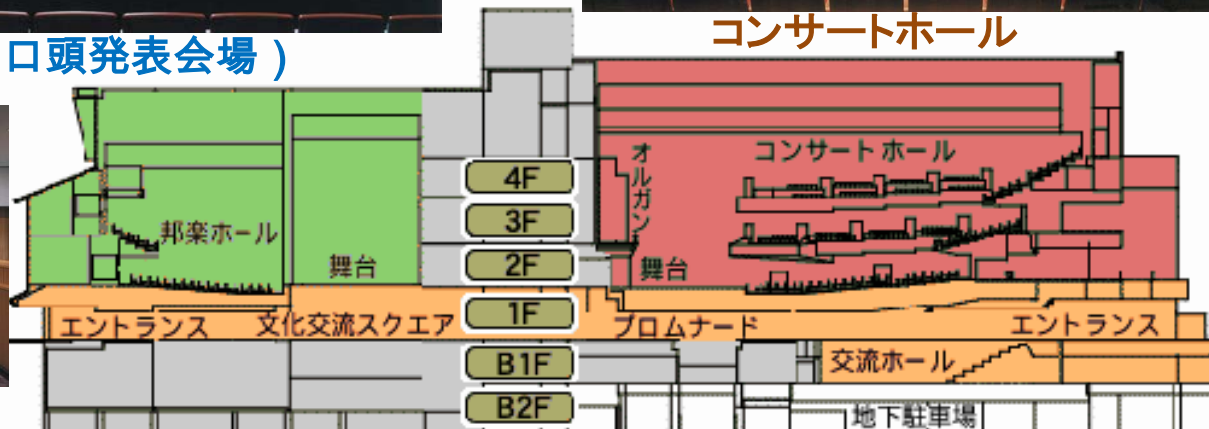 コンサートホール
口頭発表会場)
オルガン
コンサートホール
4F
3F
邦楽ホール
2F
舞台
舞台
1F
エントランス
文化交流スクエア
プロムナード
エントランス
B1F
交流ホール
B2F
地下駐車場